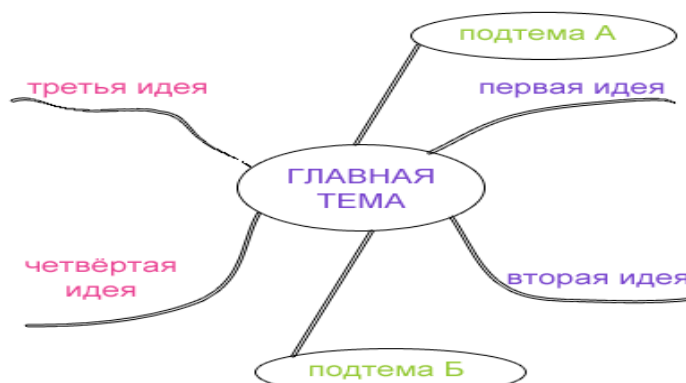 подтема А
третья идея
первая идея
ГЛАВНАЯ
ТЕМА
четвёртая
идея
вторая идея
подтема Б